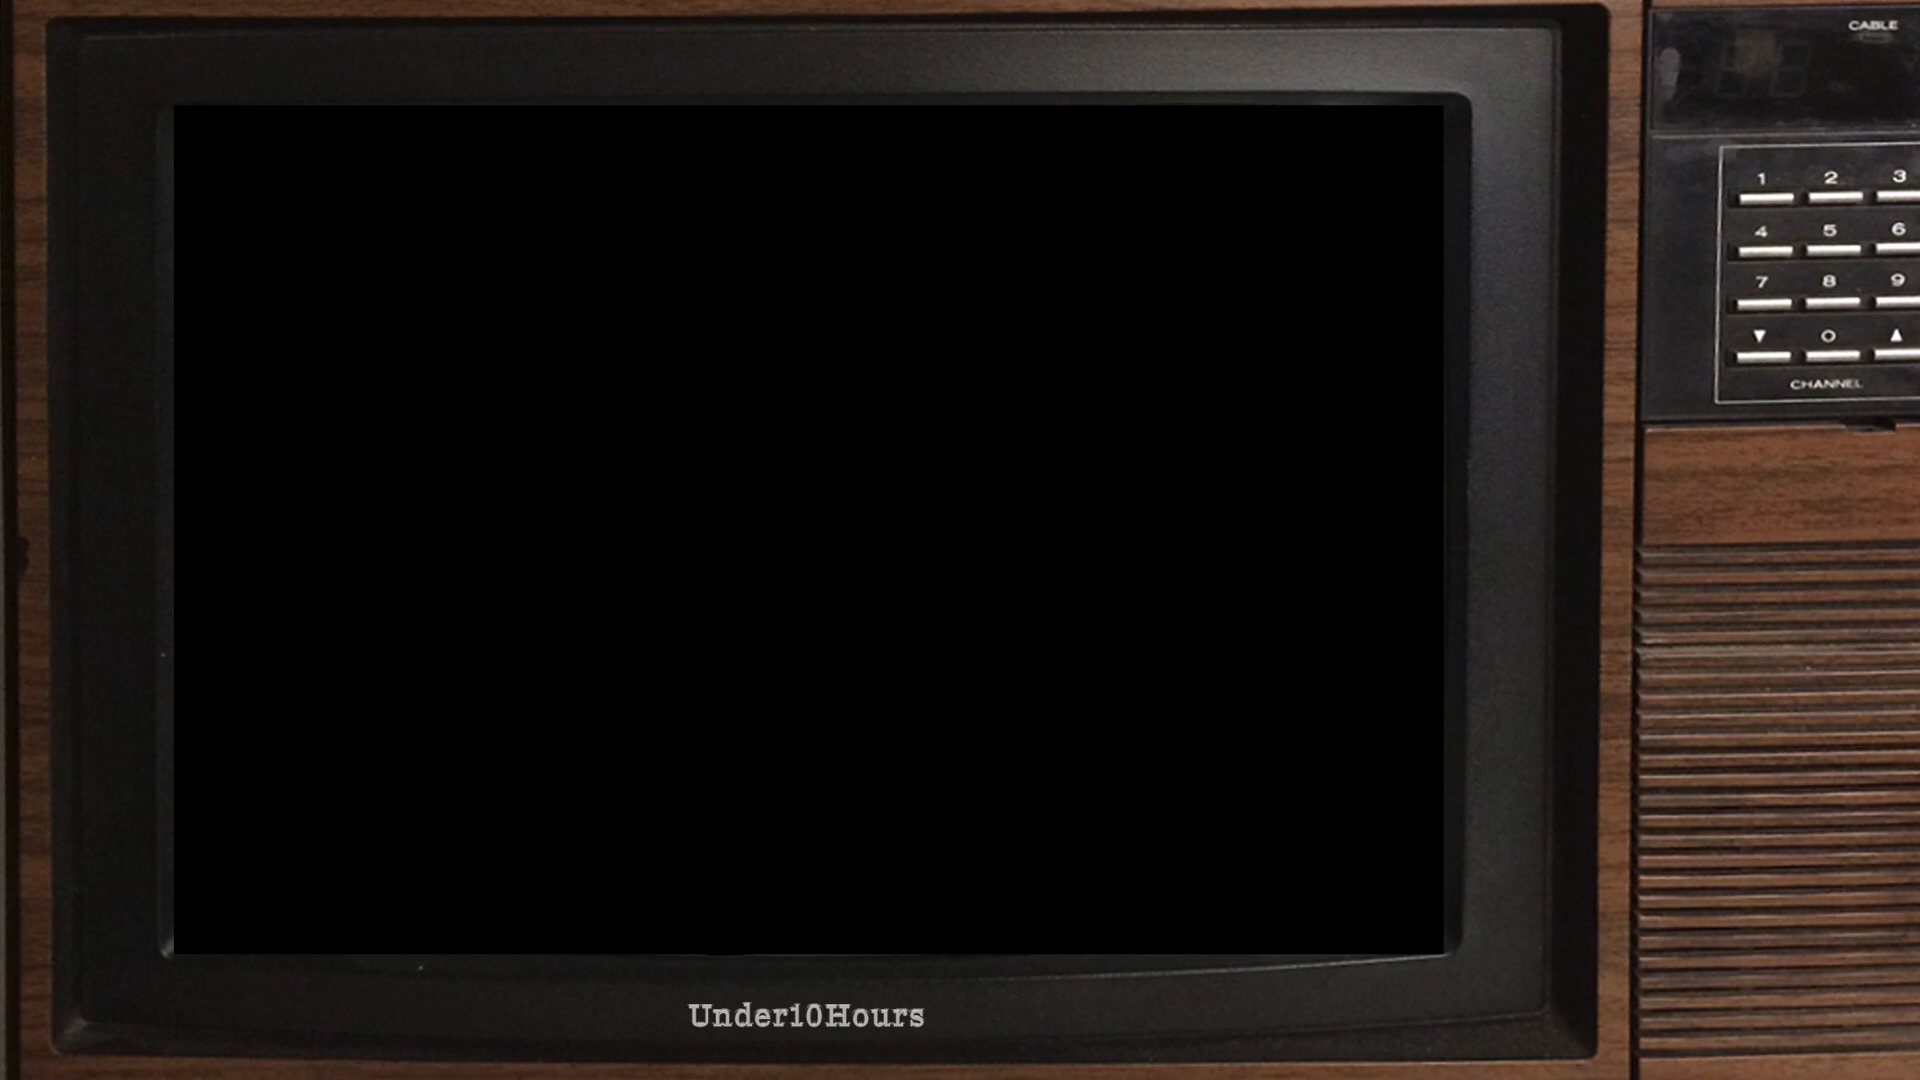 CABLE
1 2 3
4 5 6
7 8 9
▼ 0 ▲
CHANNEL
Under10Hours